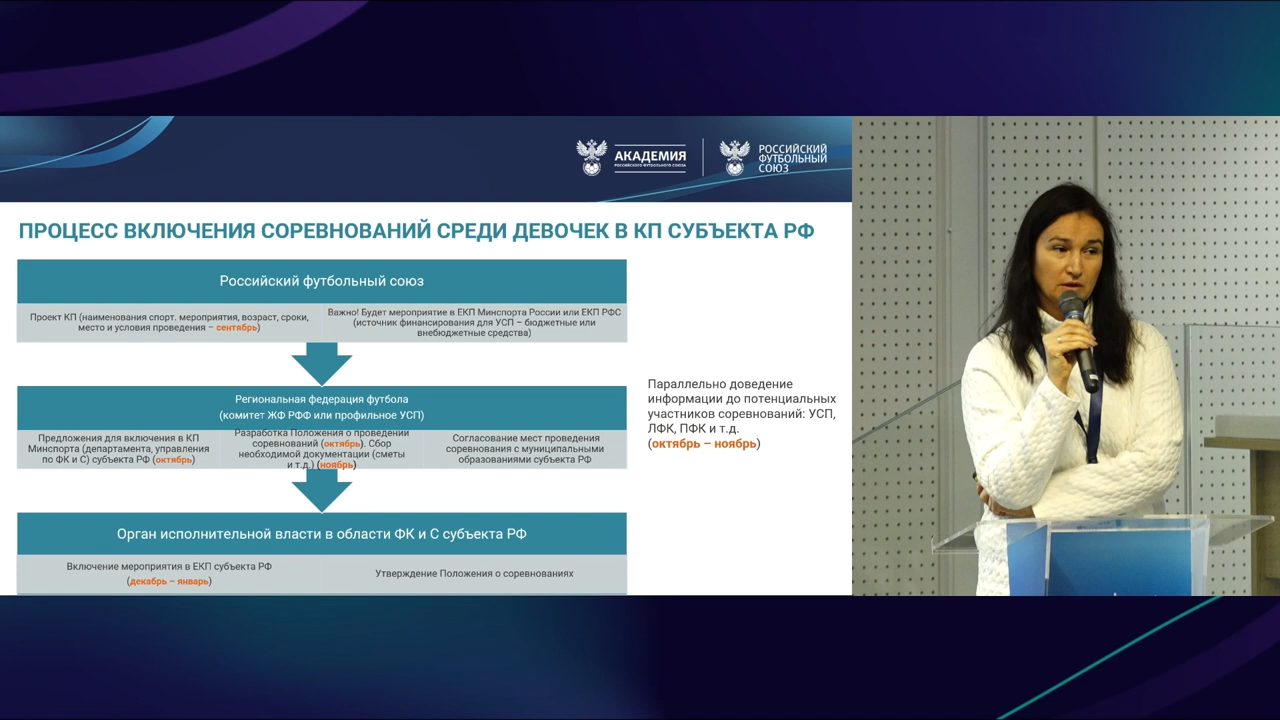 АКАДЕМИЯ
РОССИЙСКОГО ФУТБОЛЬНОГО СОЮЗА
РОССИЙСКИЙ
ФУТБОЛЬНЫЙ
СОЮЗ
ПРОЦЕСС ВКЛЮЧЕНИЯ СОРЕВНОВАНИЙ СРЕДИ ДЕВОЧЕК В КП СУБЪЕКТА РФ
Российский футбольный союз
Проект КП (наименования спорт. мероприятия, возраст, сроки,
место и условия проведения – сентябрь)
Важно! Будет мероприятие в ЕКП Минспорта России или ЕКП РФС
(источник финансирования для УСП – бюджетные или
внебюджетные средства)
Региональная федерация футбола
(комитет ЖФ РФФ или профильное УСП)
Предложения для включения в КП
Минспорта (департамента, управления
по ФК и С) субъекта РФ (октябрь)
Разработка Положения о проведении
соревнований (октябрь). Сбор
необходимой документации (сметы
и т.д.) (ноябрь)
Согласование мест проведения
соревнования с муниципальными
образованиями субъекта РФ
Параллельно доведение
информации до потенциальных
участников соревнований: УСП,
ЛФК, ПФК и т.д.
(октябрь – ноябрь)
Орган исполнительной власти в области ФК и С субъекта РФ
Включение мероприятия в ЕКП субъекта РФ
(декабрь – январь)
Утверждение Положения о соревнованиях